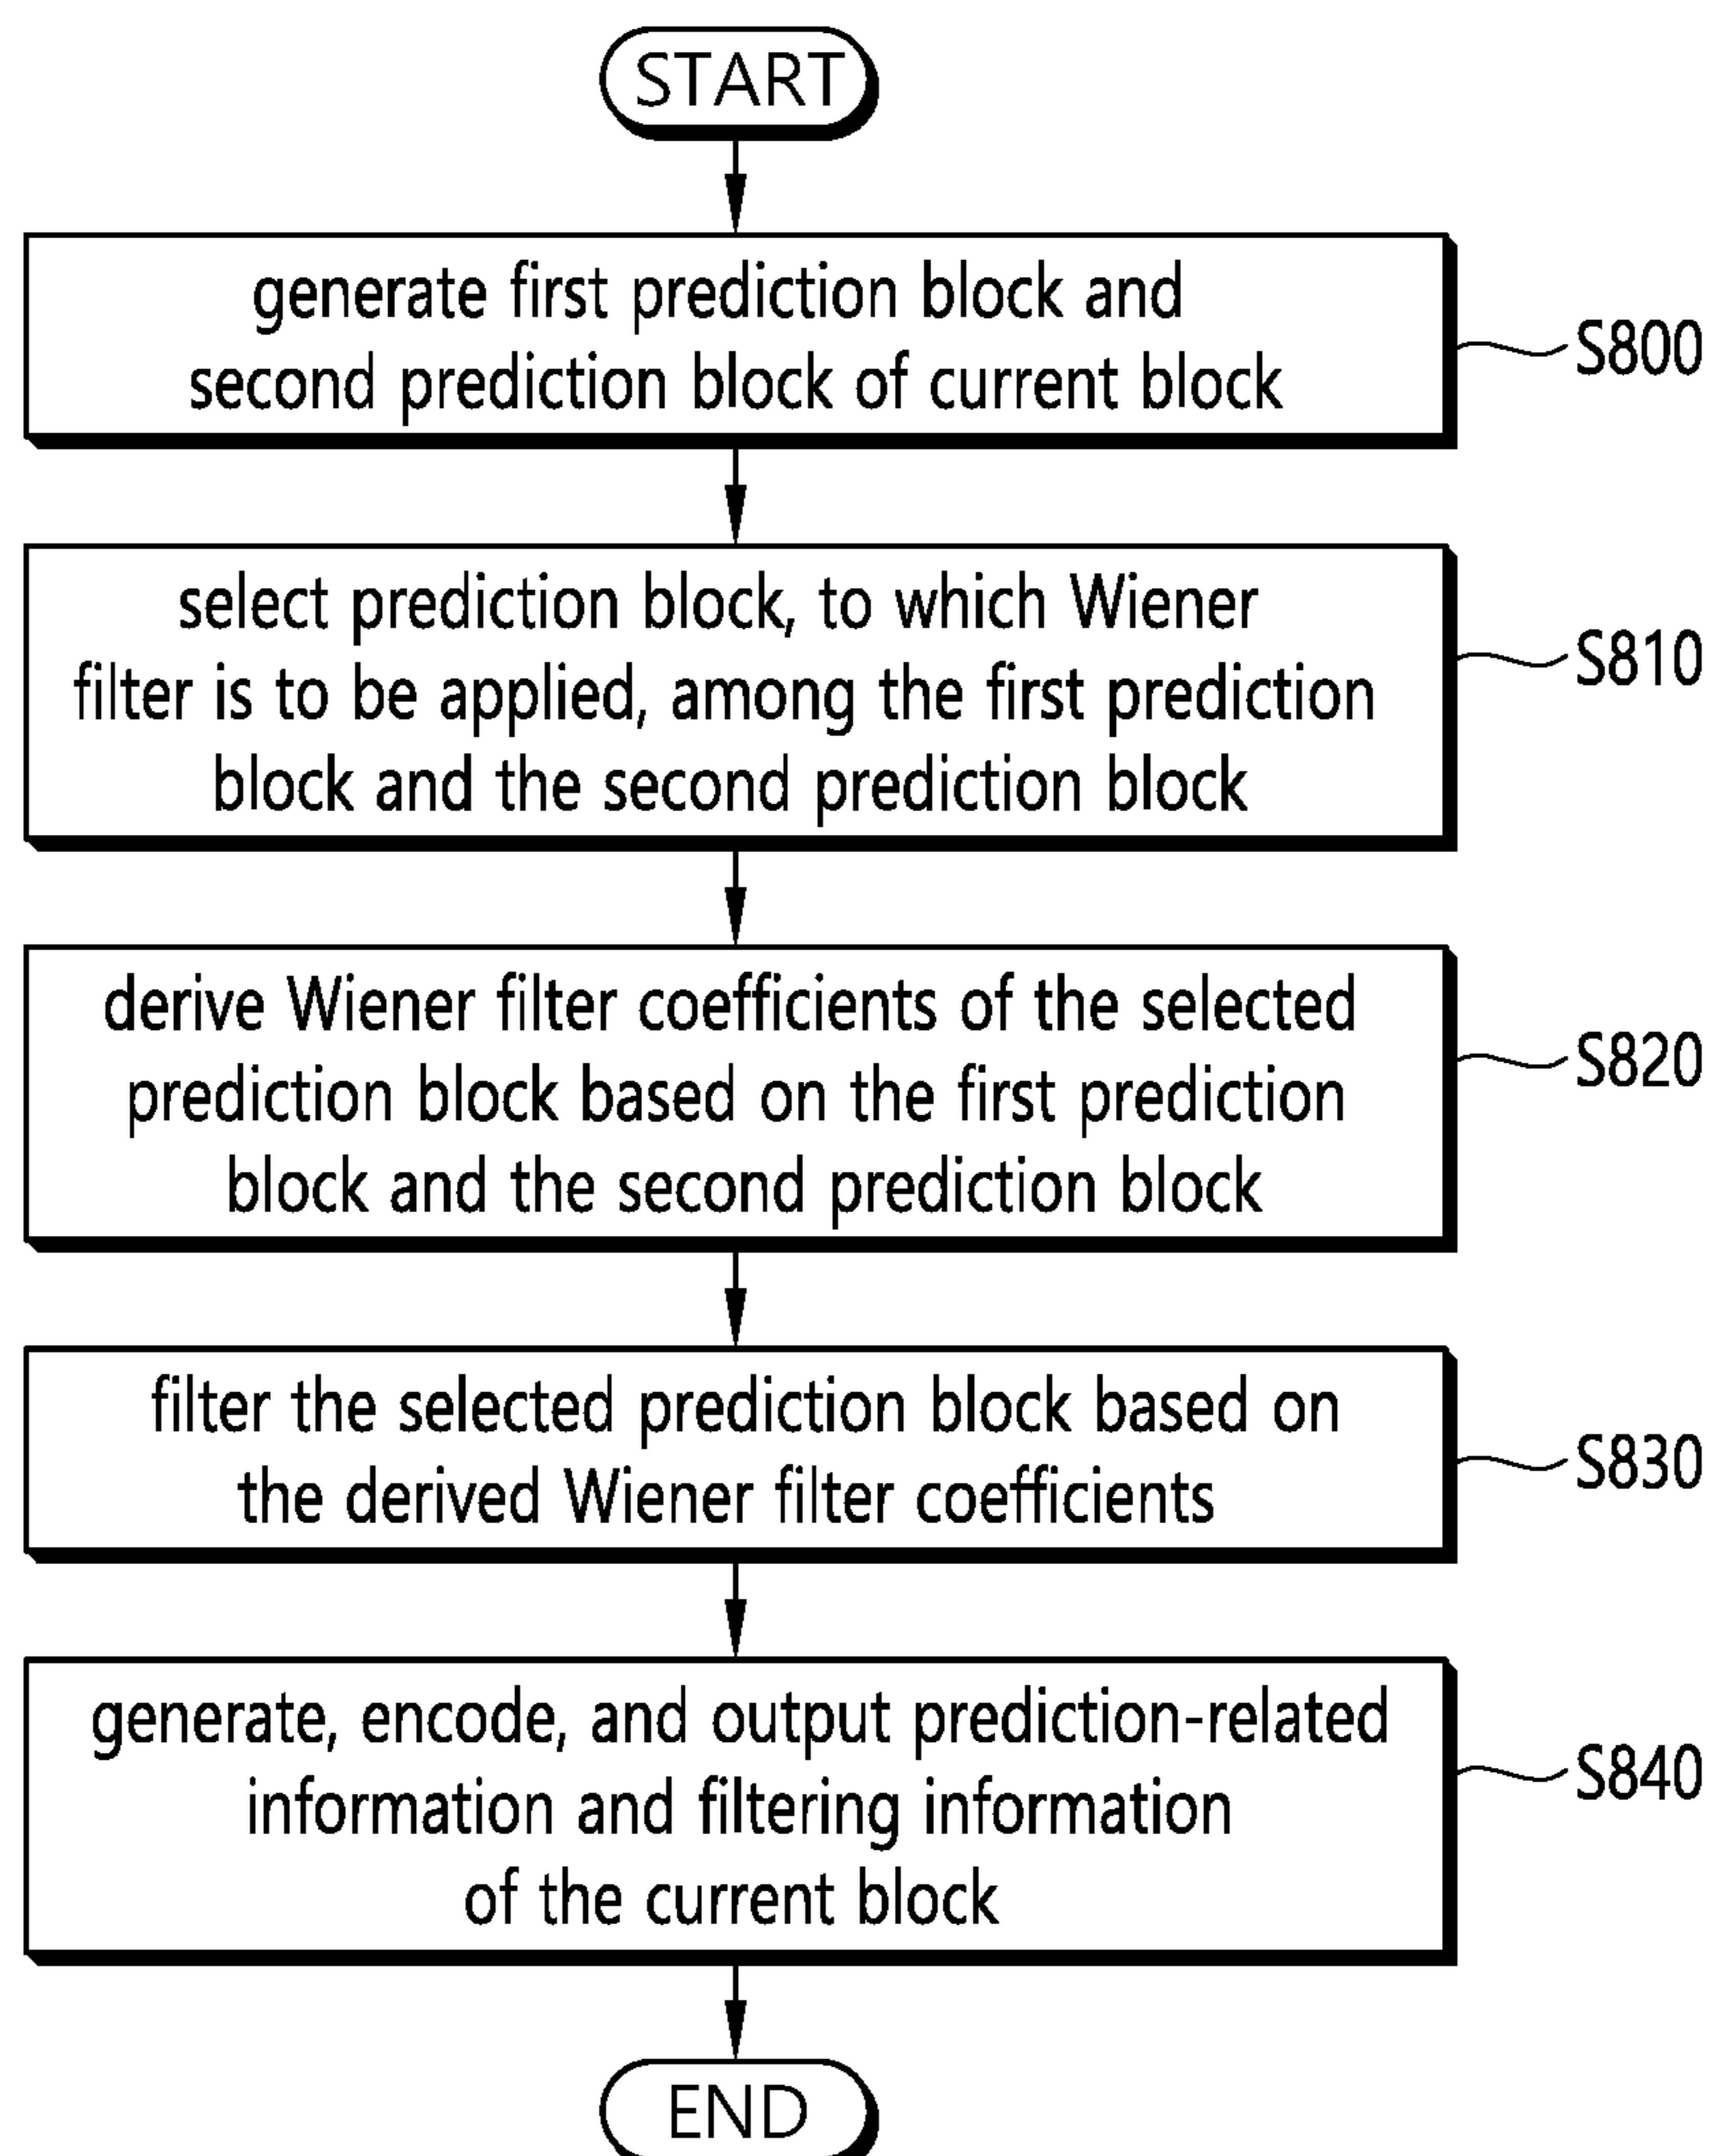 START
generate first prediction block and
second prediction block of current block
S800
select prediction block, to which Wiener
filter is to be applied, among the first prediction
block and the second prediction block
S810
derive Wiener filter coefficients of the selected
prediction block based on the first prediction
block and the second prediction block
S820
filter the selected prediction block based on
the derived Wiener filter coefficients
S830
generate, encode, and output prediction-related
information and filtering information
of the current block
S840
END